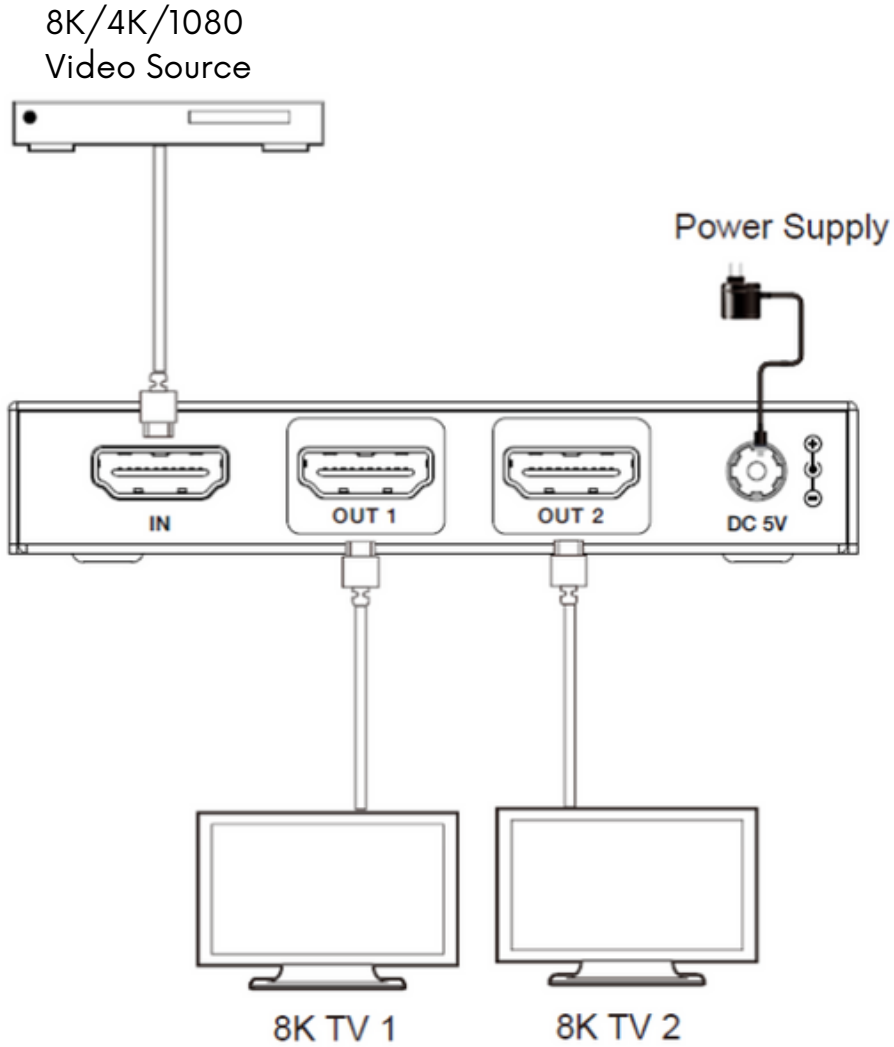 8K/4K/1080
Video Source
Power Supply
IN
OUT 1
OUT 2
DC 5V
8K TV 1
8K TV 2